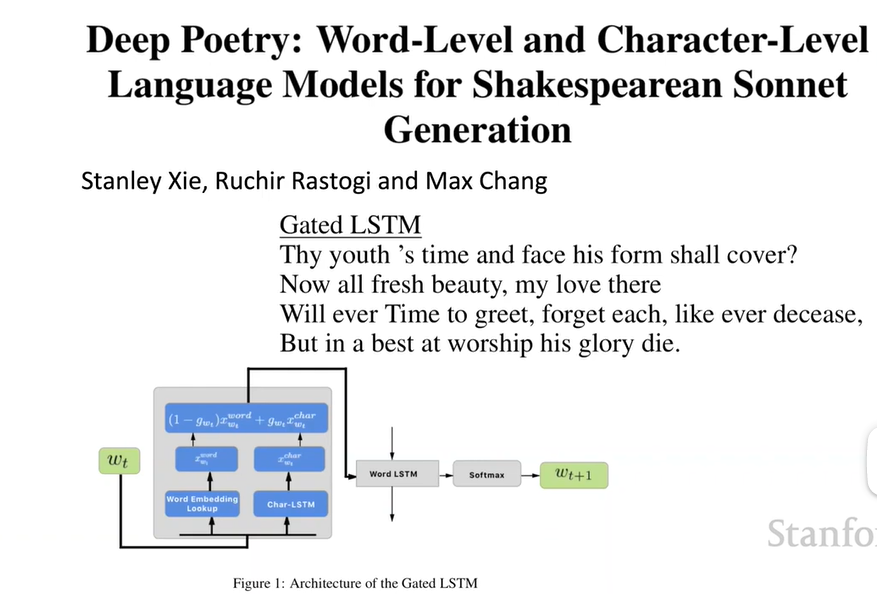 Deep Poetry: Word-Level and Character-Level
Language Models for Shakespearean Sonnet
Generation
Stanley Xie, Ruchir Rastogi and Max Chang
Gated LSTM
Thy youth ’s time and face his form shall cover?
Now all fresh beauty, my love there
Will ever Time to greet, forget each, like ever decease,
But in a best at worship his glory die.
(1 − g_{w_t})x_{w_t}^{word} + g_{w_t}x_{w_t}^{char}
w_t
x_{w_t}^{word}
x_{w_t}^{char}
Word Embedding
Lookup
Char-LSTM
Word LSTM
Softmax
w_{t+1}
Stanfo
Figure 1: Architecture of the Gated LSTM